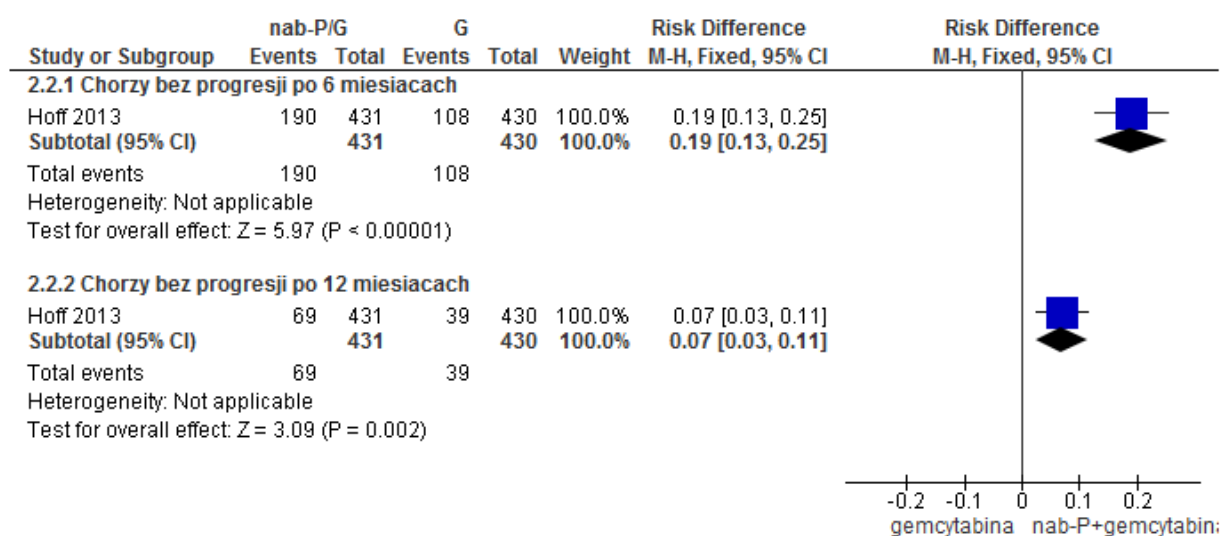 nab-P/G G Risk Difference Risk Difference
Study or Subgroup Events Total Events Total Weight M-H, Fixed, 95% CI M-H, Fixed, 95% CI
2.2.1 Chorzy bez progresji po 6 miesiacach
Hoff 2013 190 431 108 430 100.0% 0.19 [0.13, 0.25]
Subtotal (95% CI) 431 430 100.0% 0.19 [0.13, 0.25]
Total events 190 108
Heterogeneity: Not applicable
Test for overall effect: Z = 5.97 (P < 0.00001)
2.2.2 Chorzy bez progresji po 12 miesiacach
Hoff 2013 69 431 39 430 100.0% 0.07 [0.03, 0.11]
Subtotal (95% CI) 431 430 100.0% 0.07 [0.03, 0.11]
Total events 69 39
Heterogeneity: Not applicable
Test for overall effect: Z = 3.09 (P = 0.002)
-0.2 -0.1 0 0.1 0.2
gemcytabina nab-P+gemcytabin